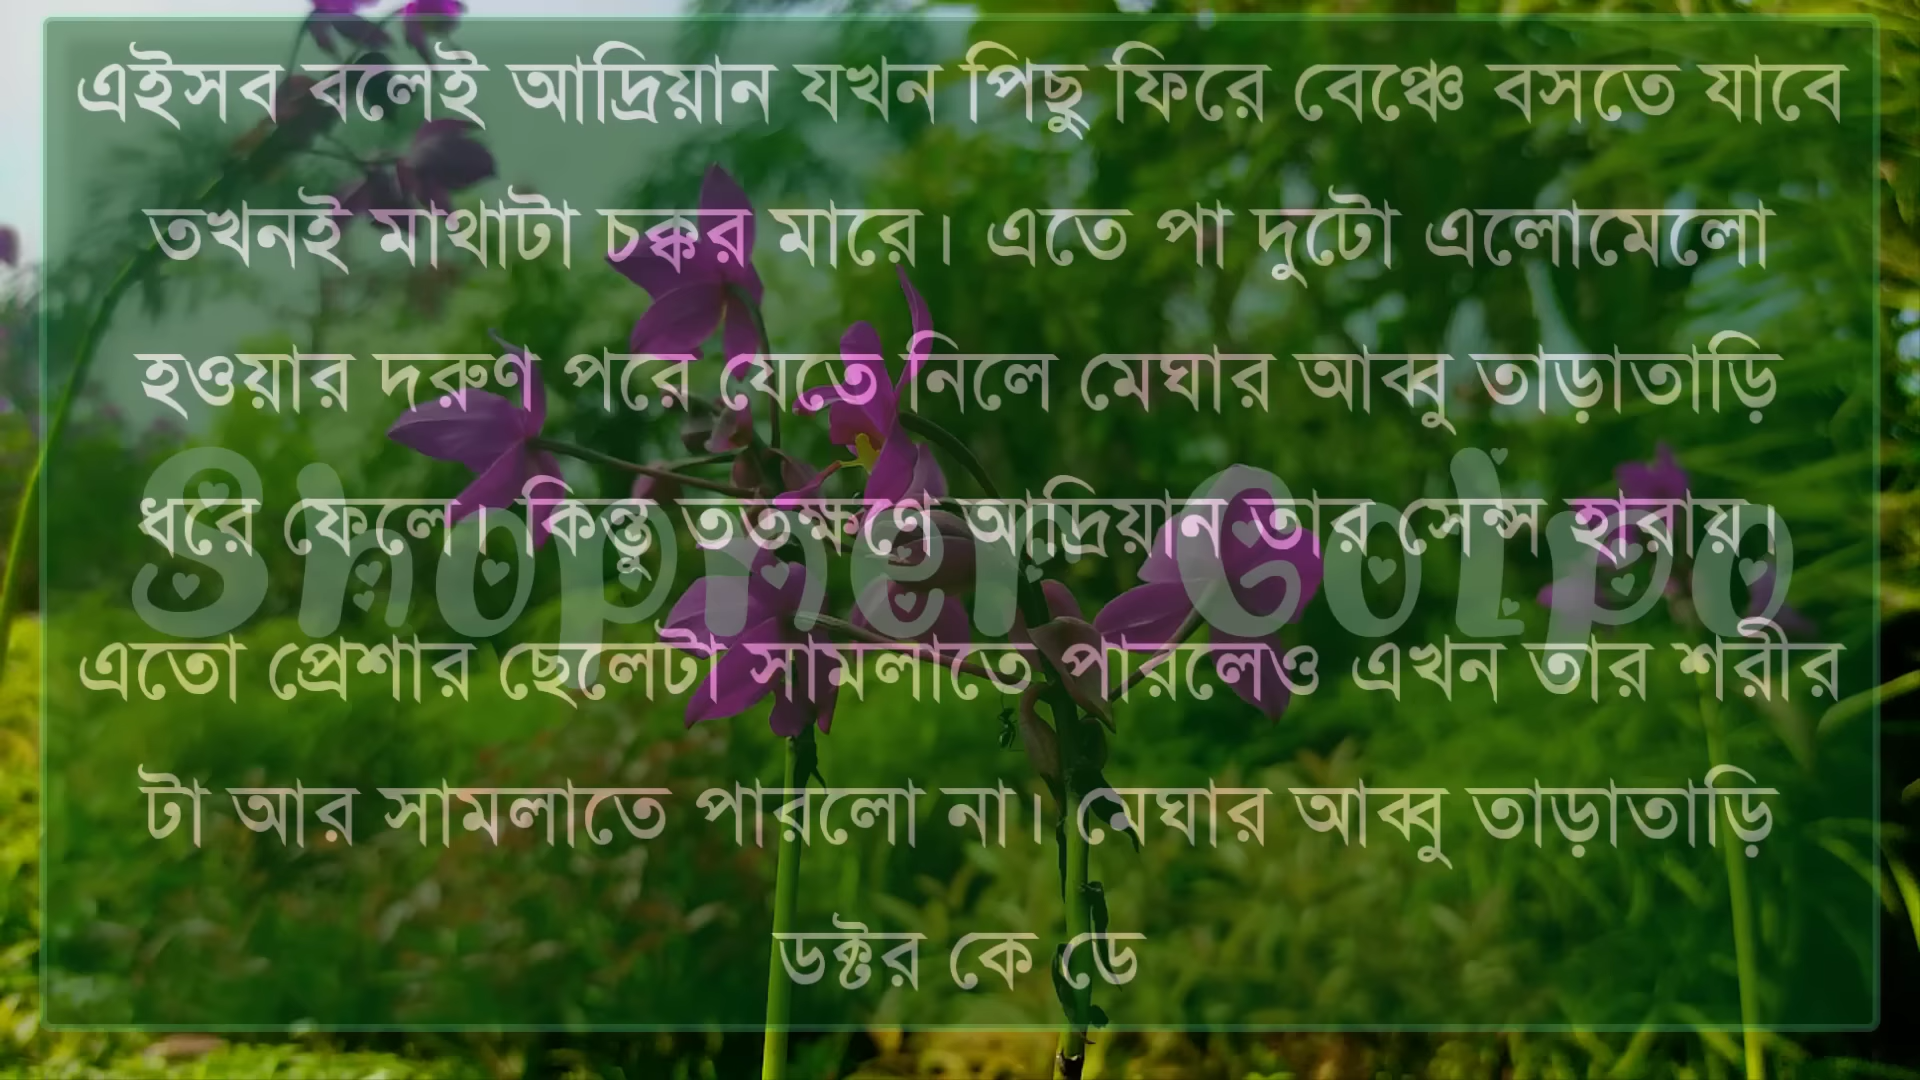 এইসব বলেই আদ্রিয়ান যখন পিছু ফিরে বেঞ্চে বসতে যাবে
তখনই মাথাটা চক্কর মারে। এতে পা দুটো এলোমেলো
হওয়ার দরুণ পরে যেতে নিলে মেঘার আব্বু তাড়াতাড়ি
ধরে ফেলে। কিন্তু ততক্ষণে আদ্রিয়ান তার সেন্স হারায়।
Shopner Golpo
এতো প্রেশার ছেলেটা সামলাতে পারলেও এখন তার শরীর
টা আর সামলাতে পারলো না। মেঘার আব্বু তাড়াতাড়ি
ডক্টর কে ডে